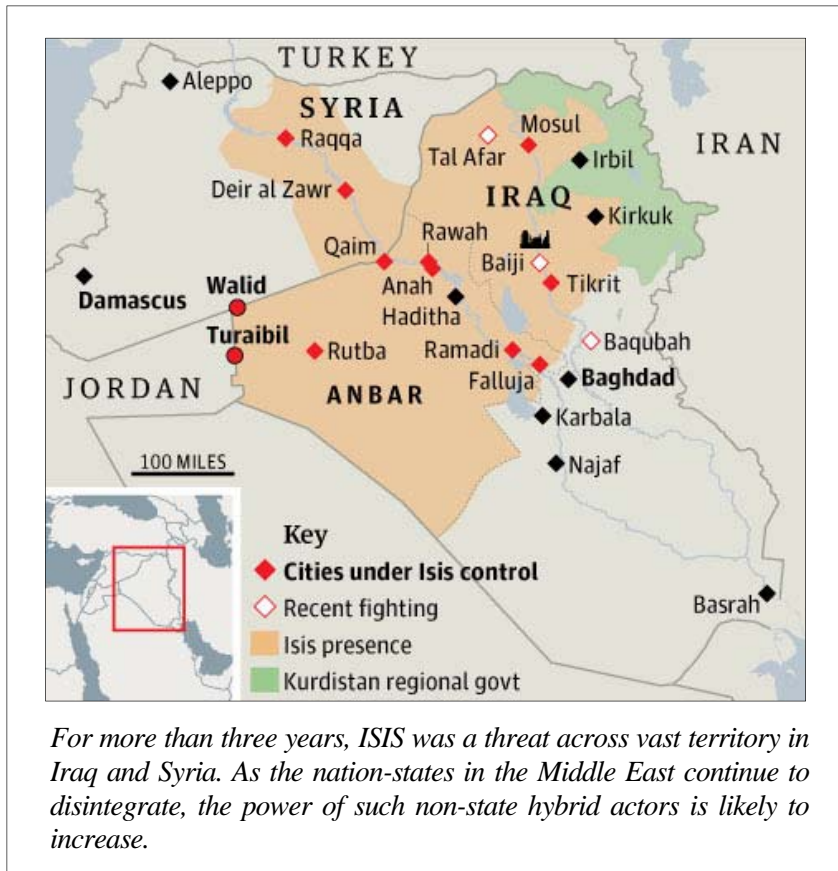 TURKEY
Aleppo
SYRIA
IRAN
Mosul
Raqqa
Tal Afar
Irbil
Deir al Zawr
IRAQ
Kirkuk
Rawah
Qaim
Baiji
Anah
Tikrit
Damascus
Walid
Haditha
Turaibil
Rutba
Ramadi
Baqubah
JORDAN
ANBAR
Falluja
Baghdad
Karbala
100 MILES
Najaf
Key
Cities under Isis control
Recent fighting
Basrah
Isis presence
Kurdistan regional govt
For more than three years, ISIS was a threat across vast territory in
Iraq and Syria. As the nation-states in the Middle East continue to
disintegrate, the power of such non-state hybrid actors is likely to
increase.